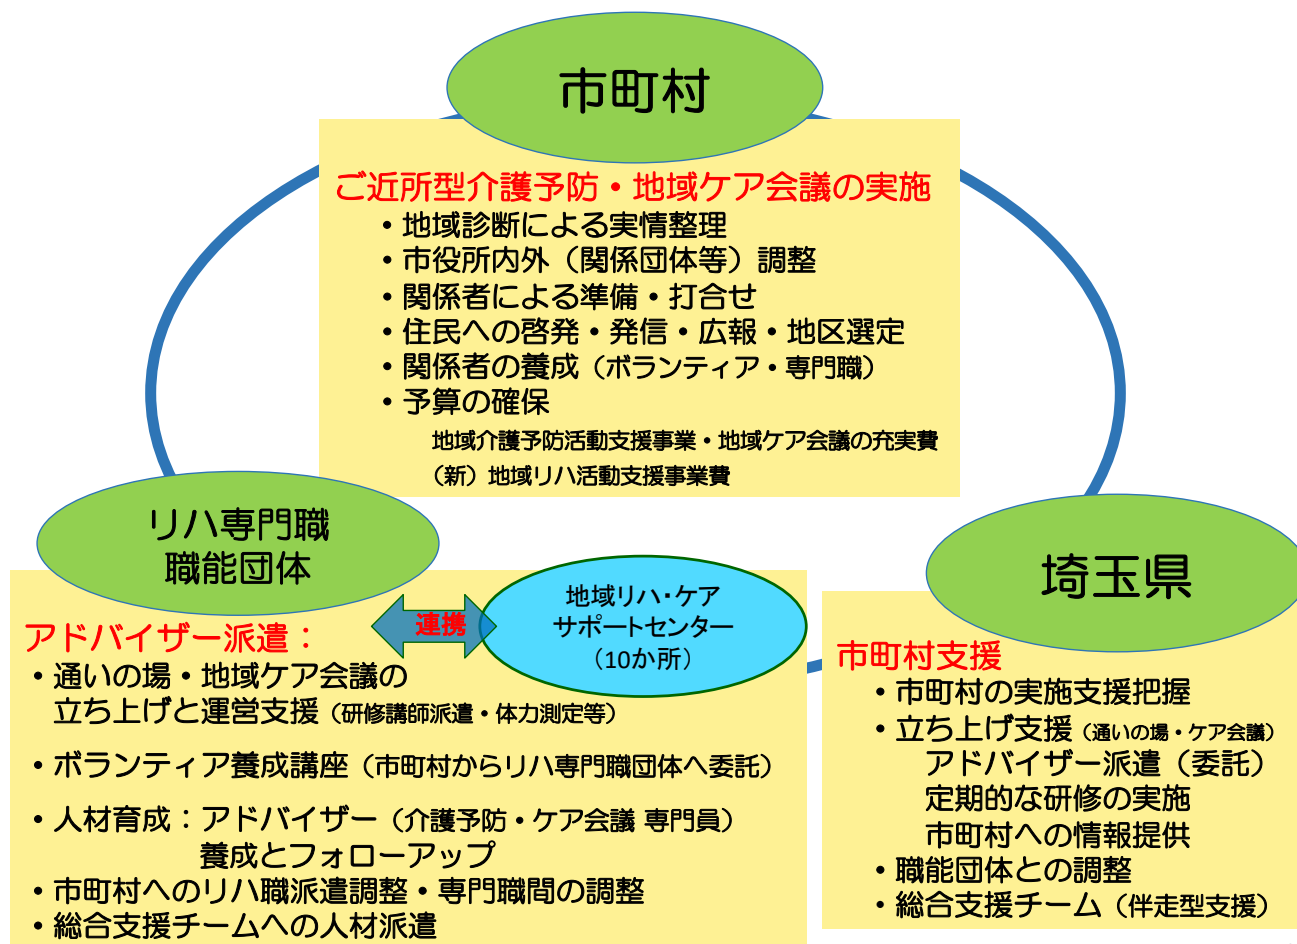 市町村
ご近所型介護予防・地域ケア会議の実施
・地域診断による実情整理
・市役所内外（関係団体等）調整
・関係者による準備・打合せ
・住民への啓発・発信・広報・地区選定
・関係者の養成（ボランティア・専門職）
・予算の確保
地域介護予防活動支援事業・地域ケア会議の充実費
（新）地域リハ活動支援事業費
リハ専門職
職能団体
アドバイザー派遣：
・通いの場・地域ケア会議の
立ち上げと運営支援（研修講師派遣・体力測定等）
・ボランティア養成講座（市町村からリハ専門職団体へ委託）
・人材育成：アドバイザー（介護予防・ケア会議 専門員）
養成とフォローアップ
・市町村へのリハ職派遣調整・専門職間の調整
・総合支援チームへの人材派遣
連携
地域リハ・ケア
サポートセンター
（10か所）
埼玉県
市町村支援
・市町村の実施支援把握
・立ち上げ支援（通いの場・ケア会議）
アドバイザー派遣（委託）
定期的な研修の実施
市町村への情報提供
・職能団体との調整
・総合支援チーム（伴走型支援）